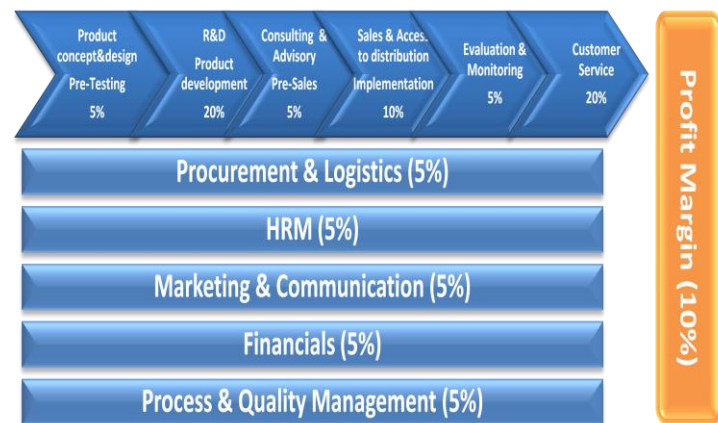 Product
concept&design
Pre-Testing
5%
R&D
Product
development
20%
Consulting &
Advisory
Pre-Sales
5%
Sales & Access
to distribution
Implementation
10%
Evaluation &
Monitoring
5%
Customer
Service
20%
Procurement & Logistics (5%)
HRM (5%)
Marketing & Communication (5%)
Financials (5%)
Process & Quality Management (5%)
Profit Margin (10%)